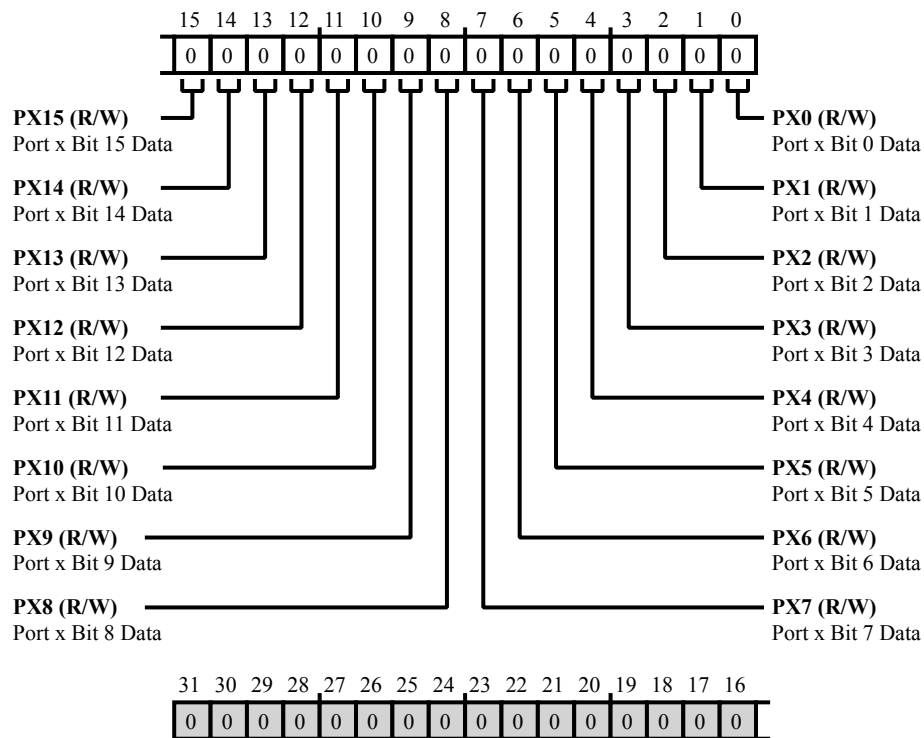 15 14 13 12 11 10 9 8 7 6 5 4 3 2 1 0
0 0 0 0 0 0 0 0 0 0 0 0 0 0 0 0
PX15 (R/W)
Port x Bit 15 Data
PX0 (R/W)
Port x Bit 0 Data
PX14 (R/W)
Port x Bit 14 Data
PX1 (R/W)
Port x Bit 1 Data
PX13 (R/W)
Port x Bit 13 Data
PX2 (R/W)
Port x Bit 2 Data
PX12 (R/W)
Port x Bit 12 Data
PX3 (R/W)
Port x Bit 3 Data
PX11 (R/W)
Port x Bit 11 Data
PX4 (R/W)
Port x Bit 4 Data
PX10 (R/W)
Port x Bit 10 Data
PX5 (R/W)
Port x Bit 5 Data
PX9 (R/W)
Port x Bit 9 Data
PX6 (R/W)
Port x Bit 6 Data
PX8 (R/W)
Port x Bit 8 Data
PX7 (R/W)
Port x Bit 7 Data
31 30 29 28 27 26 25 24 23 22 21 20 19 18 17 16
0 0 0 0 0 0 0 0 0 0 0 0 0 0 0 0